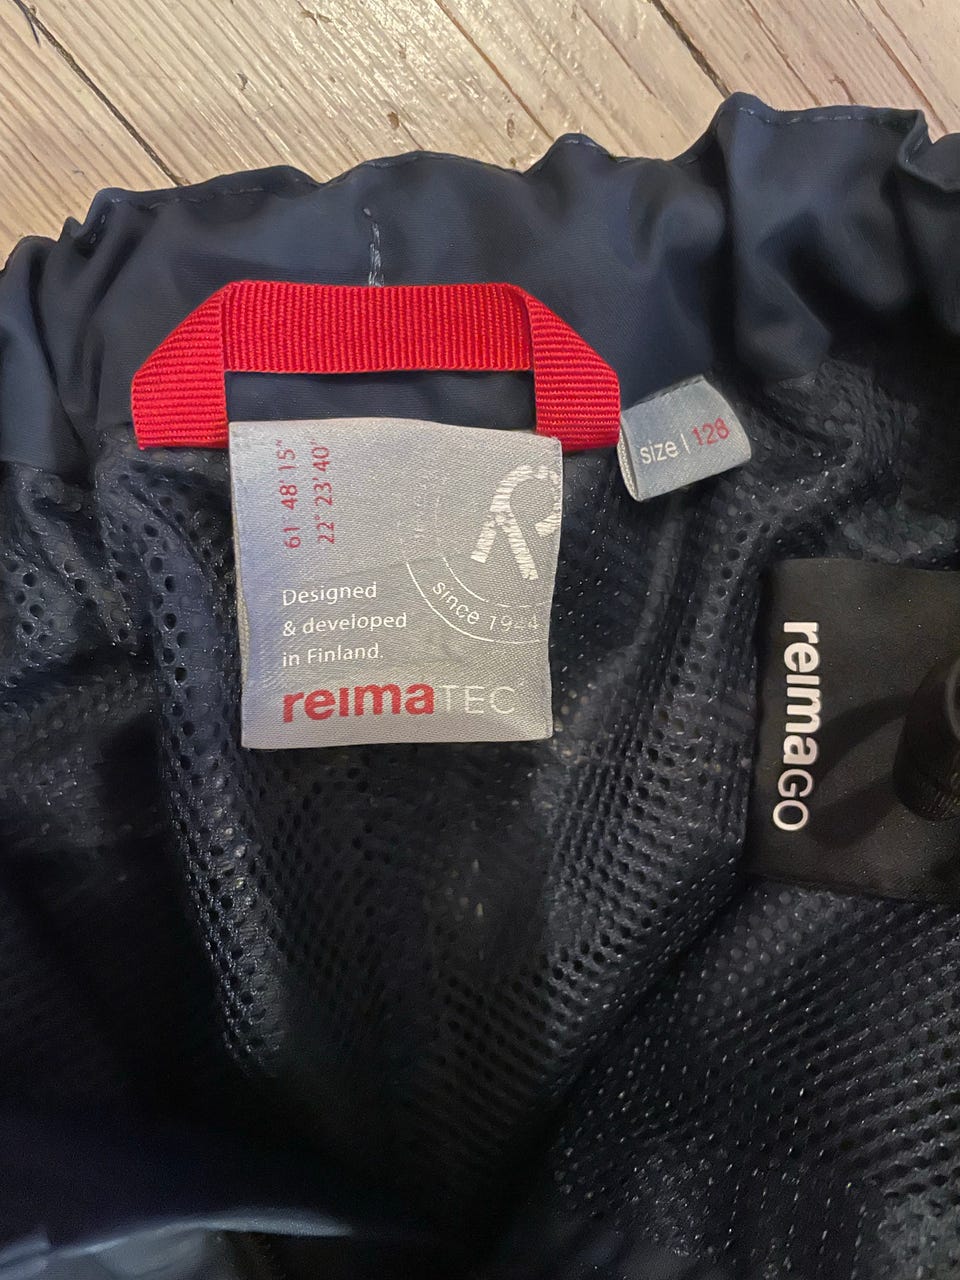 61° 48' 15"
22° 23' 40"
since 1944
Designed
& developed
in Finland.
reimaTEC
size | 128
reimaGO